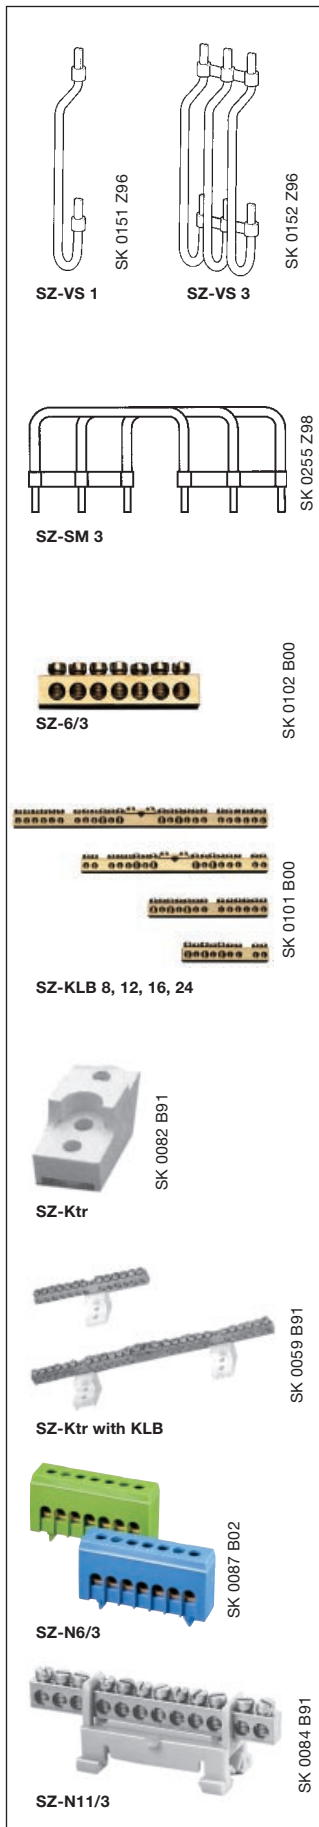 SK 0151 Z96
SK 0152 Z96
SZ-VS 1
SZ-VS 3
SK 0255 Z98
SZ-SM 3
SK 0102 B00
SZ-6/3
SK 0101 B00
SZ-KLB 8, 12, 16, 24
SK 0082 B91
SZ-Ktr
SK 0059 B91
SZ-Ktr with KLB
SK 0087 B02
SZ-N6/3
SK 0084 B91
SZ-N11/3